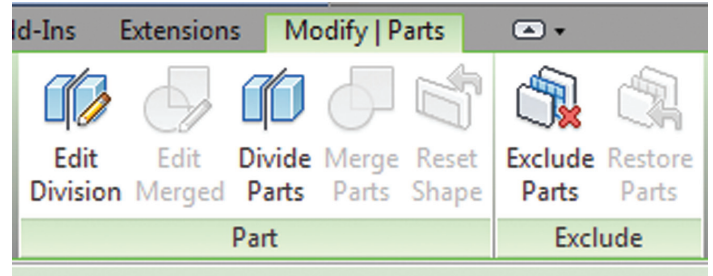 d-Ins Extensions Modify | Parts
Edit Edit Divide Merge Reset Exclude Restore
Division Merged Parts Parts Shape Parts Parts
Part Exclude